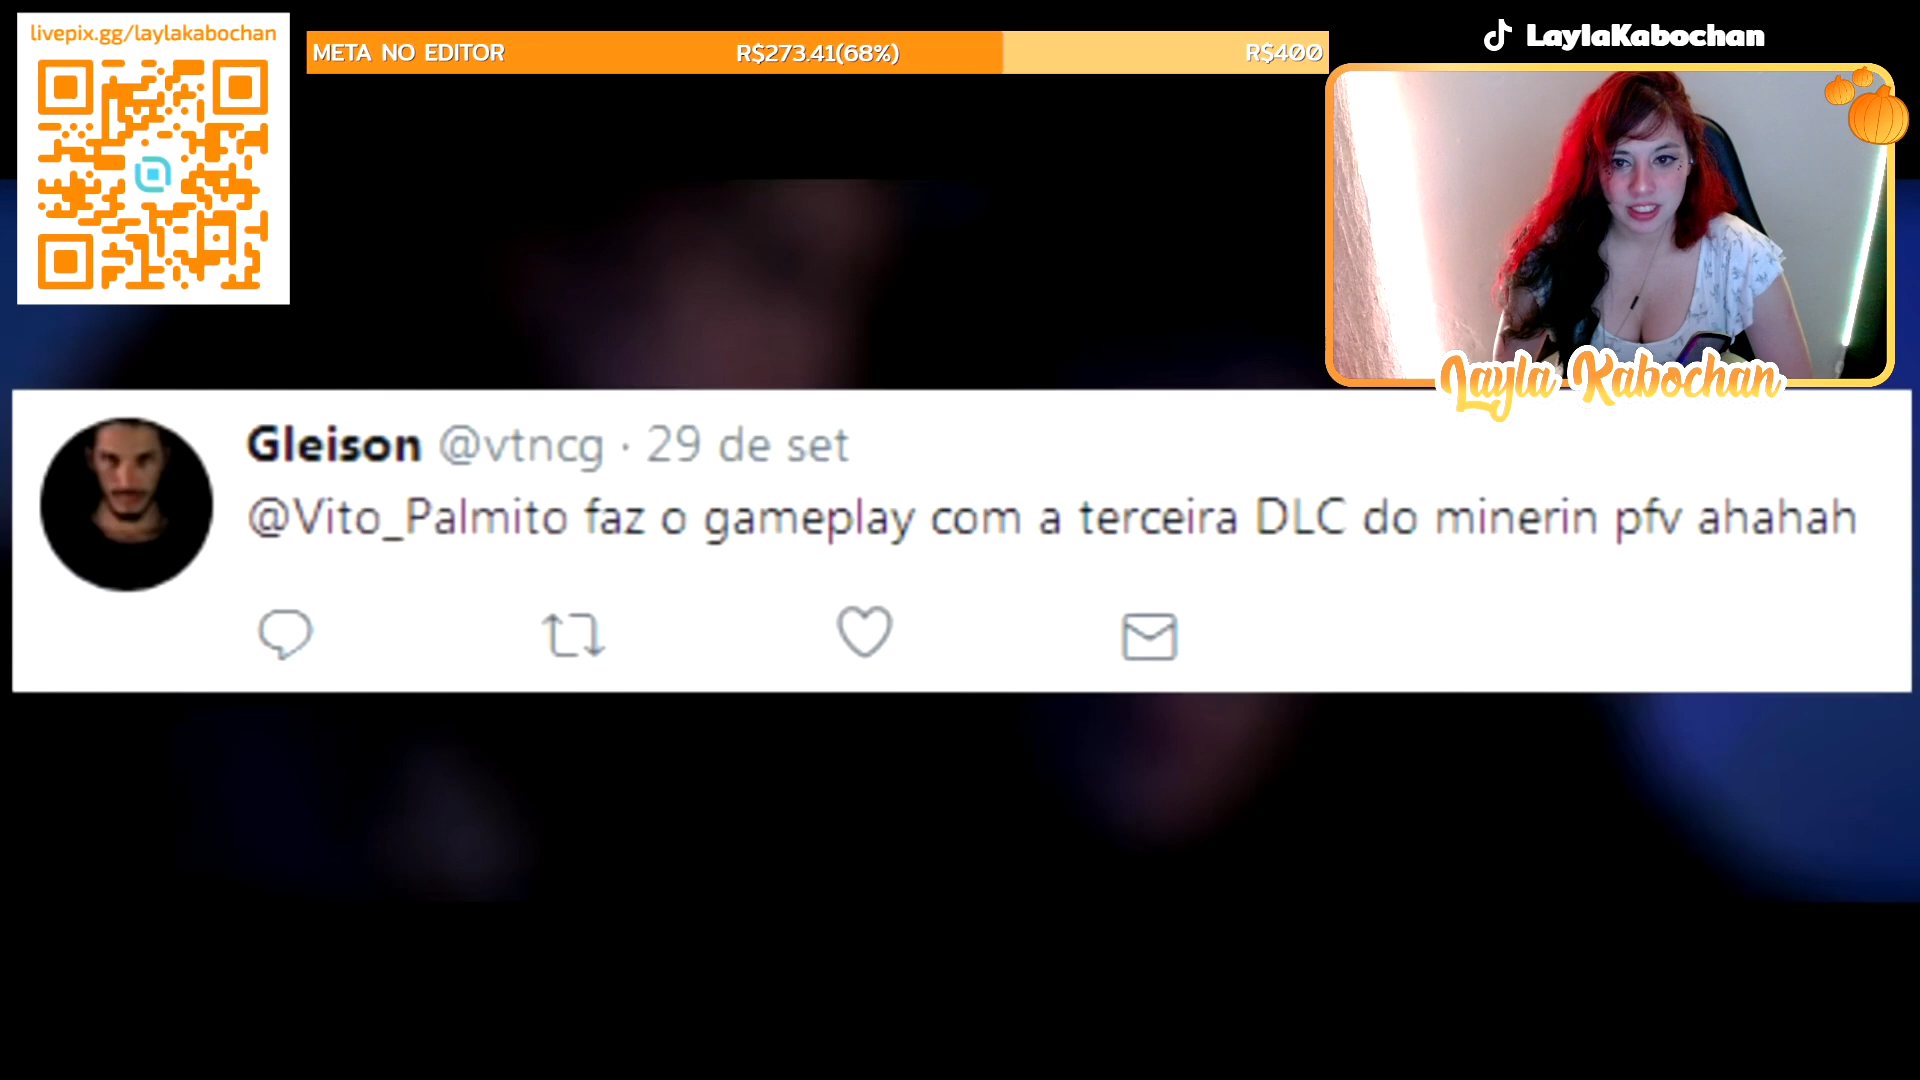 livepix.gg/laylakabochan
META NO EDITOR R$273.41(68%) R$400
LaylaKabochan
Layla Kabochan
Gleison @vtncg · 29 de set
@Vito_Palmito faz o gameplay com a terceira DLC do minerin pfv ahahah